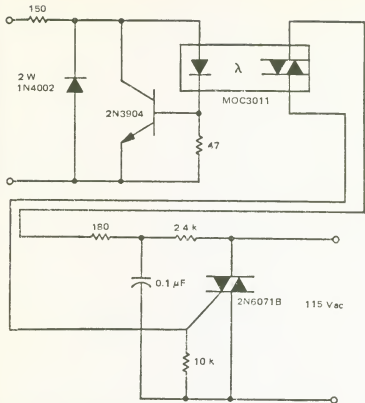 150
2 W
1N4002
2N3904
λ
MOC3011
47
180
2.4 k
0.1 μF
2N6071B
115 Vac
10 k